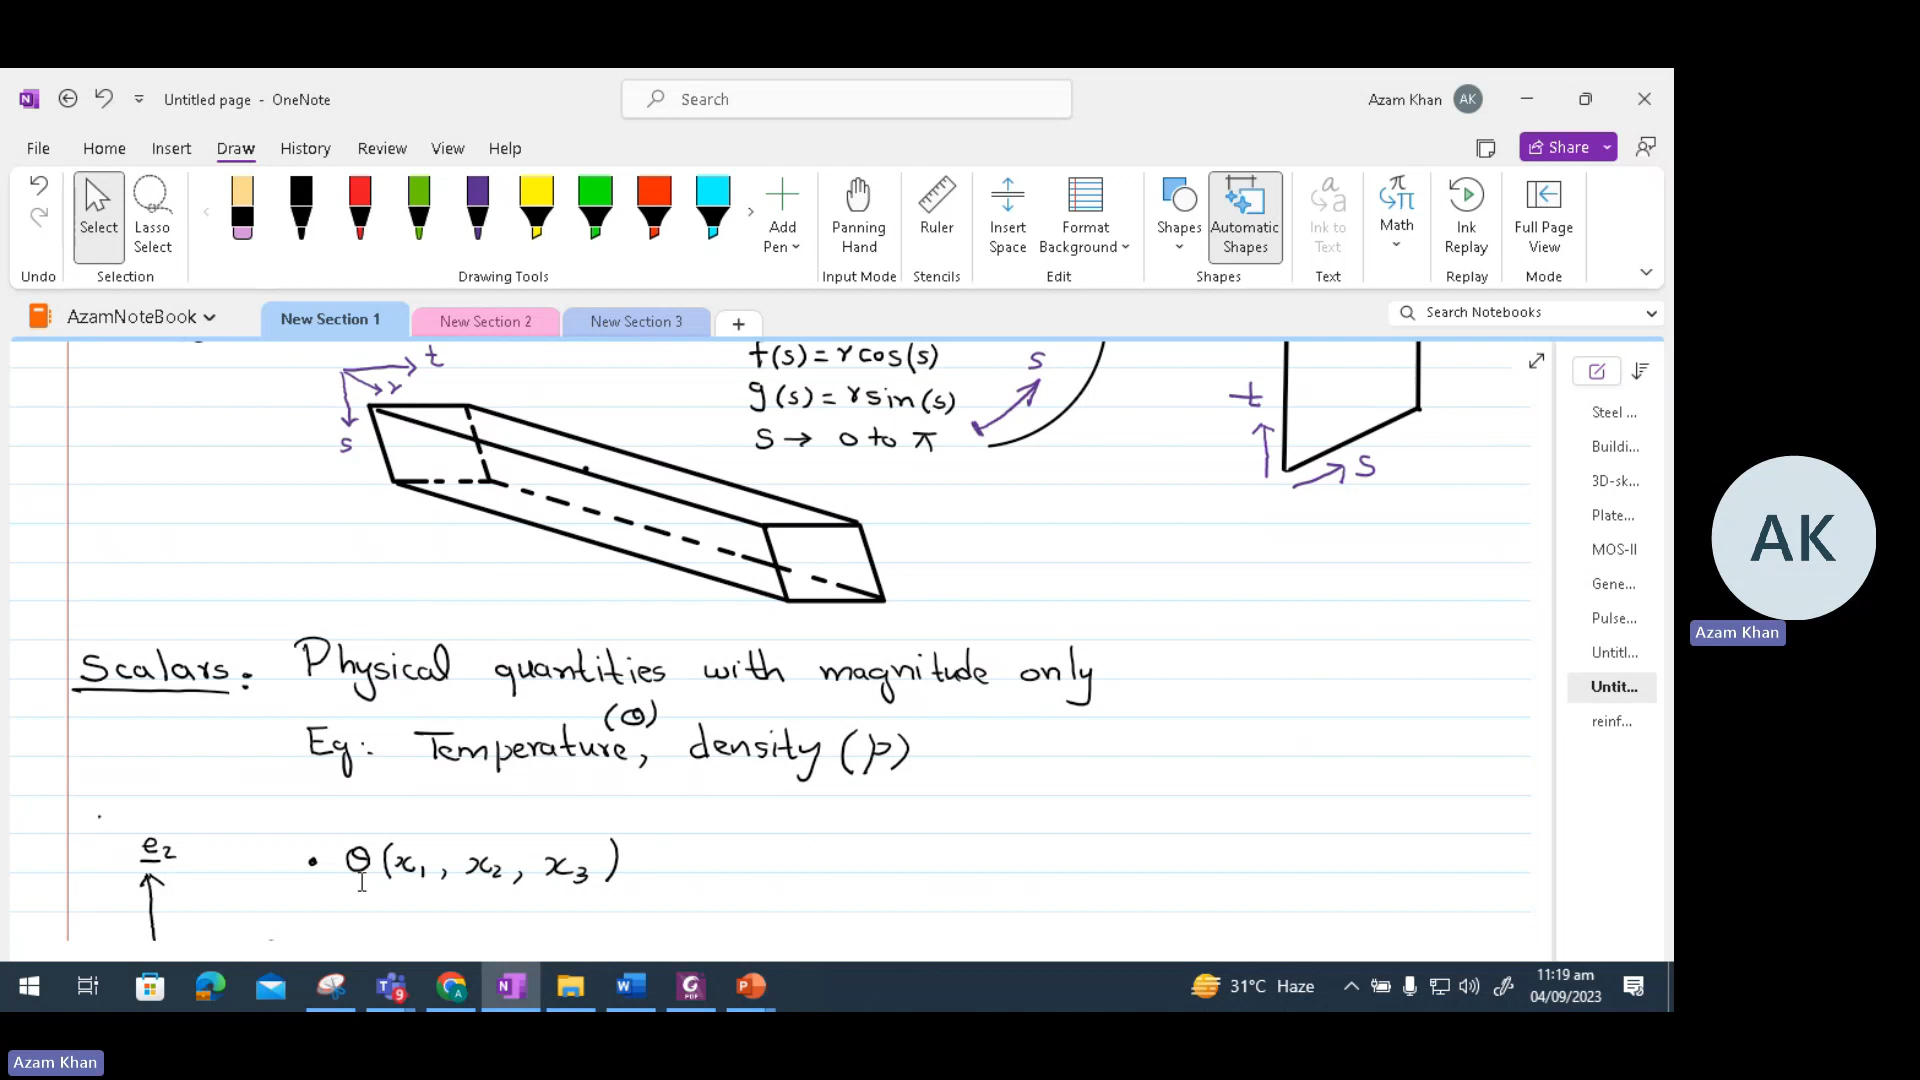 Untitled page - OneNote
Search
Azam Khan AK
File Home Insert Draw History Review View Help
Share
Select
Lasso Select
Add Pen
Panning Hand
Ruler
Insert Space
Format Background
Shapes
Automatic Shapes
Ink to Text
Math
Ink Replay
Full Page View
Undo Selection Drawing Tools Input Mode Stencils Edit Shapes Text Replay Mode
AzamNoteBook
New Section 1
New Section 2
New Section 3
+
Search Notebooks
t
r
s
f(s) = r cos(s)
g(s) = r sin(s)
s → 0 to π
s
t
s
Scalars: Physical quantities with magnitude only
(θ)
Eg: Temperature, density (ρ)
e2
• θ(x1, x2, x3)
Steel ...
Buildi...
3D-sk...
Plate...
MOS-II
Gene...
Pulse...
Untitl...
Untit...
reinf...
AK
Azam Khan
31°C Haze
11:19 am
04/09/2023
Azam Khan